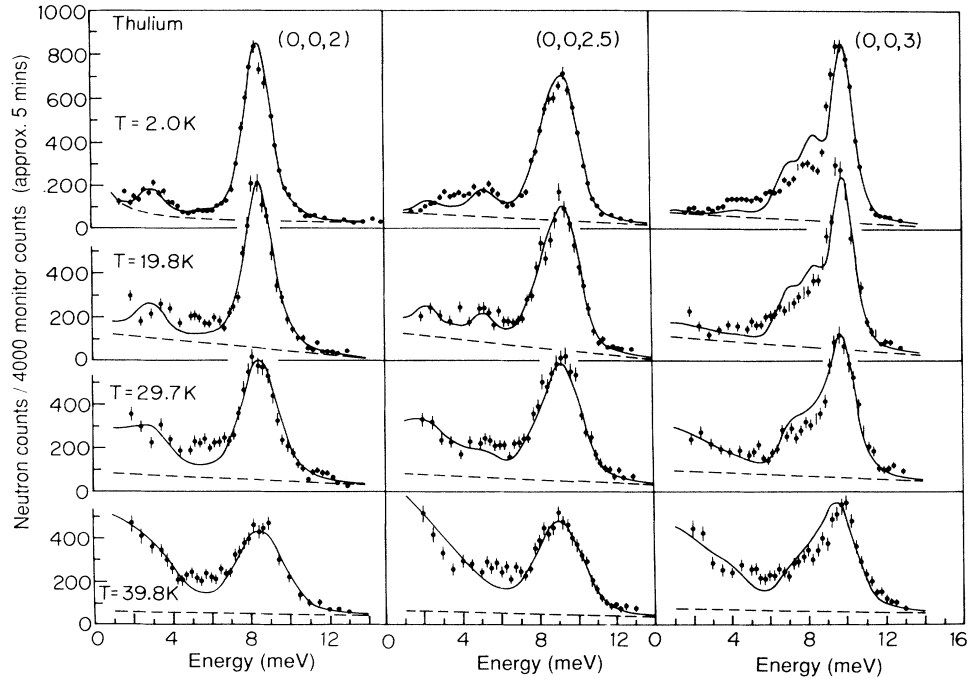 Neutron counts / 4000 monitor counts (approx. 5 mins)
Thulium
(0,0,2)
(0,0,2.5)
(0,0,3)
T=2.0K
1000
800
600
400
200
0
T=19.8K
400
200
0
T=29.7K
400
200
0
T=39.8K
400
200
0
0 4 8 12
0 4 8 12
0 4 8 12 16
Energy (meV)
Energy (meV)
Energy (meV)